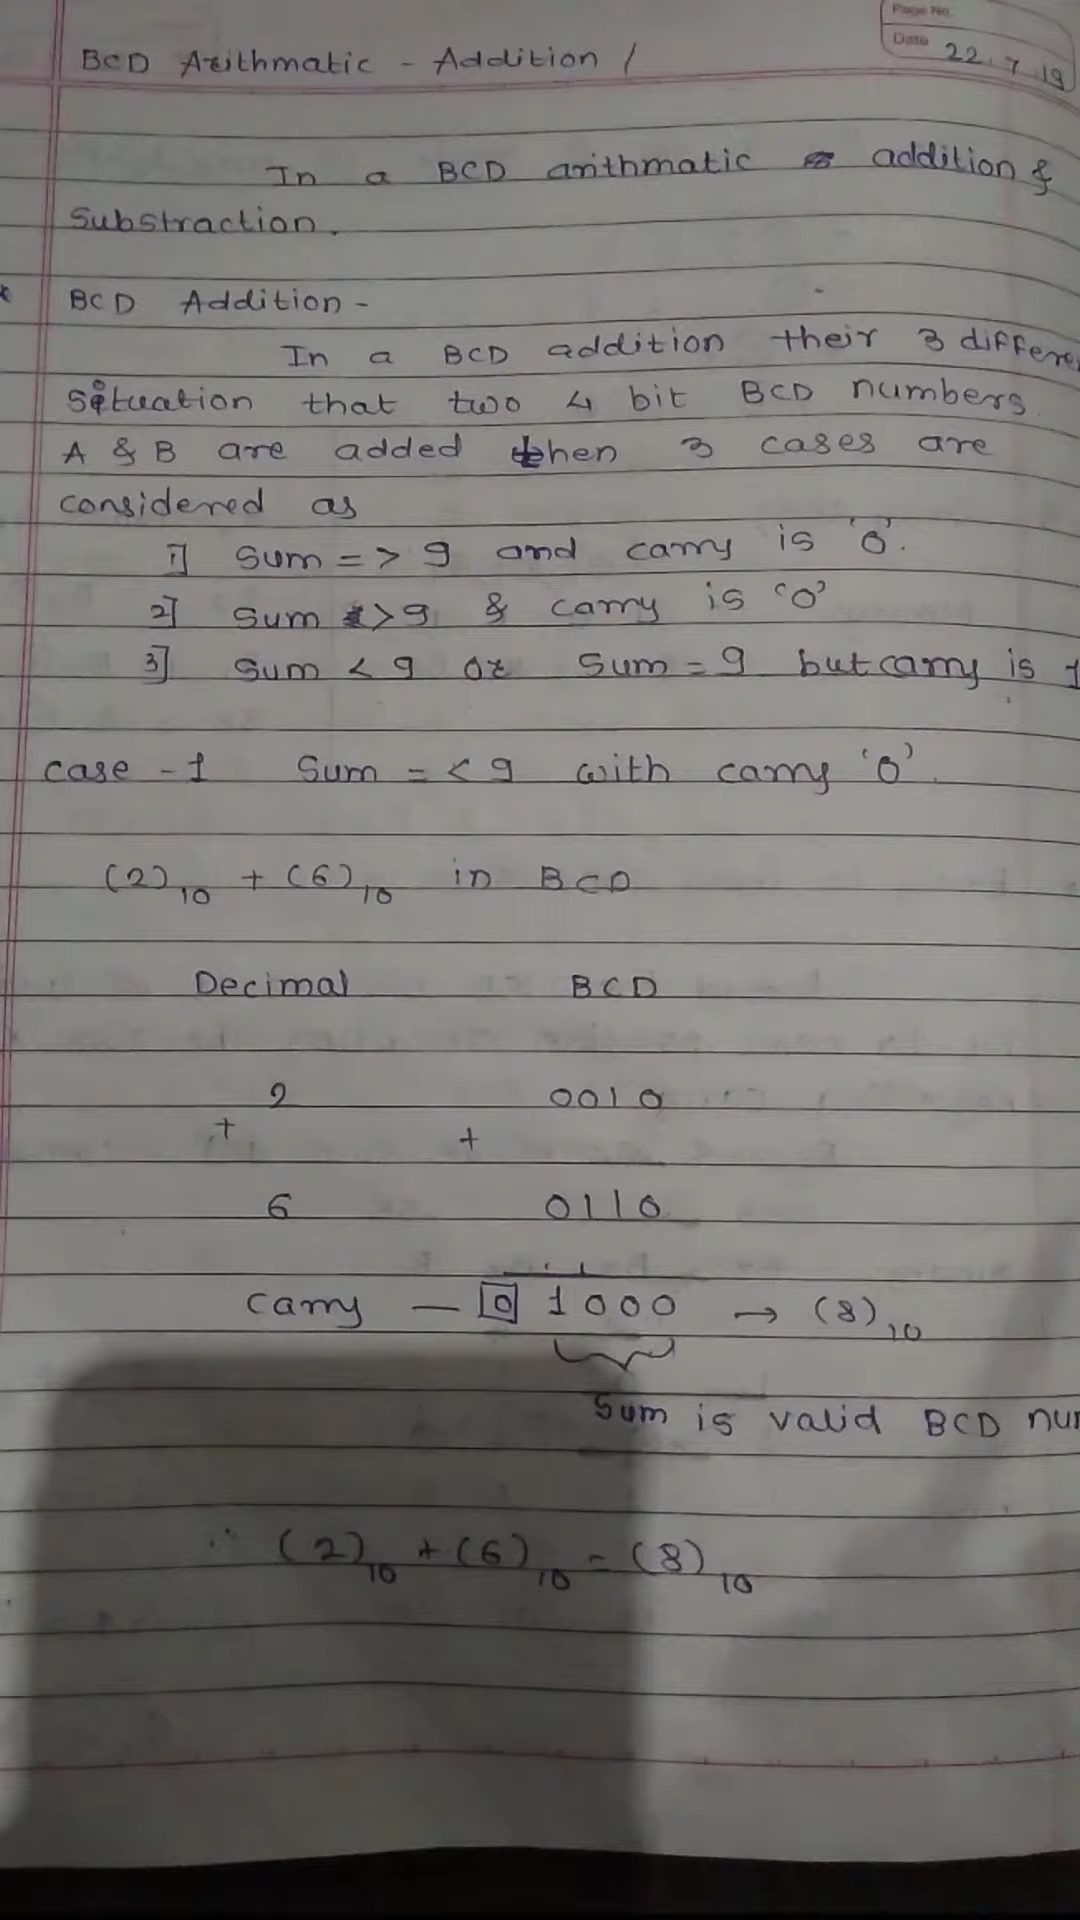 Page No.
Date 22.7.19
BCD Arithmatic - Addition /
In a BCD arithmatic addition &
Substraction.
BCD Addition -
In a BCD addition their 3 differe
Situation that two 4 bit BCD numbers.
A & B are added then 3 cases are
considered as
1] Sum = > 9 and carry is '0'.
2] Sum > 9 & carry is '0'
3] Sum < 9 or Sum = 9 but carry is 1
case - 1 Sum = < 9 with carry '0'.
(2)10 + (6)10 in BCD
Decimal BCD
2 0010
+ +
6 0110
carry — 0 1000 → (8)10
Sum is valid BCD nu
∴ (2)10 + (6)10 = (8)10